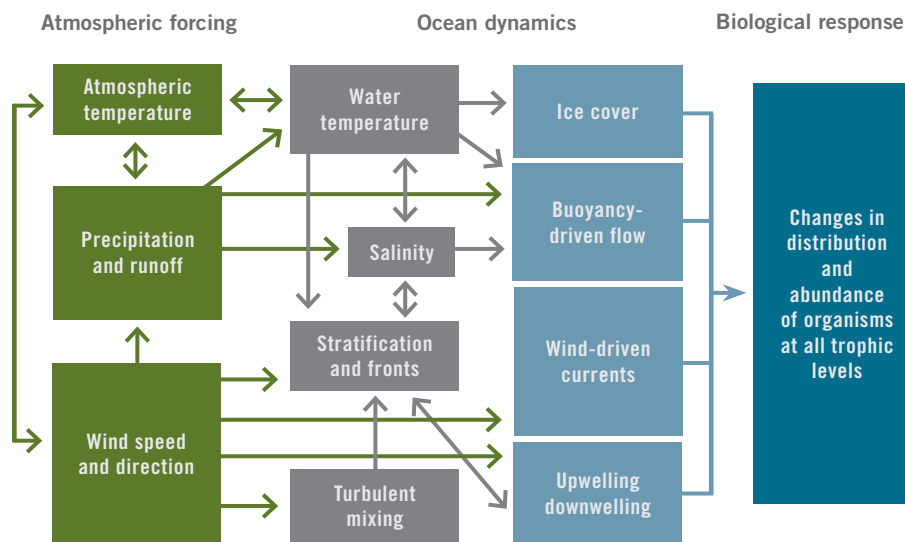 Atmospheric forcing
Ocean dynamics
Biological response
Atmospheric
temperature
Precipitation
and runoff
Wind speed
and direction
Water
temperature
Salinity
Stratification
and fronts
Turbulent
mixing
Ice cover
Buoyancy-
driven flow
Wind-driven
currents
Upwelling
downwelling
Changes in
distribution
and
abundance
of organisms
at all trophic
levels